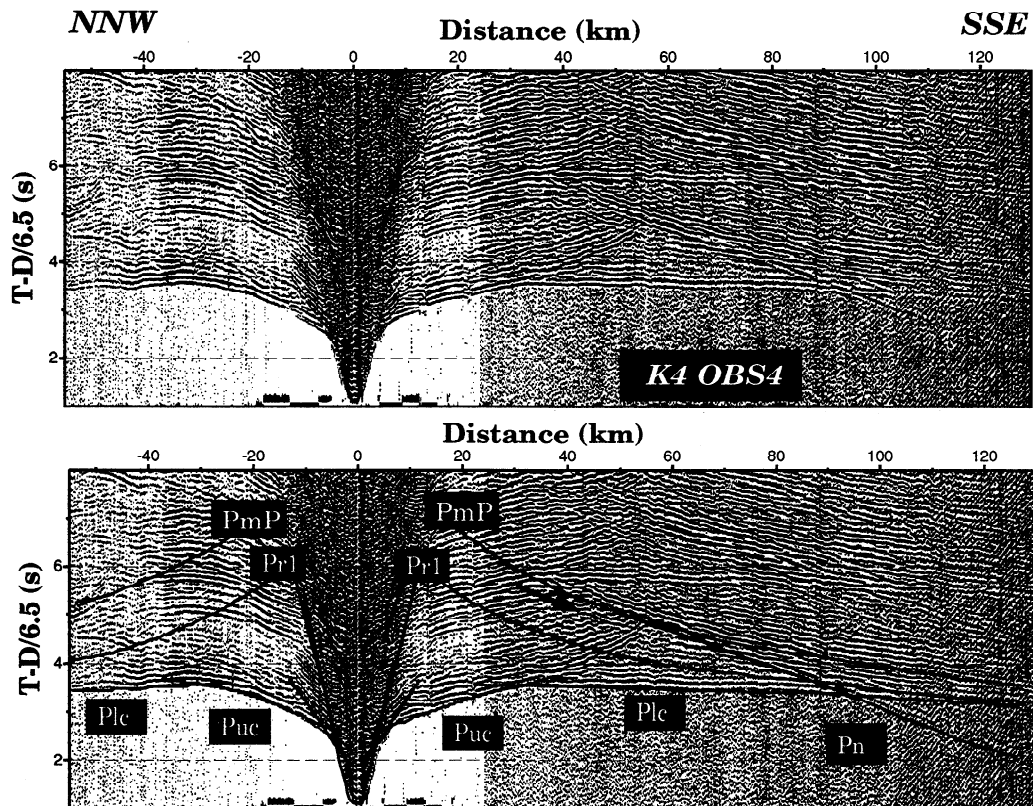 NNW
Distance (km)
SSE
-40 -20 0 20 40 60 80 100 120
T-D/6.5 (s)
6
4
2
K4 OBS4
Distance (km)
-40 -20 0 20 40 60 80 100 120
T-D/6.5 (s)
6
4
2
PmP
PmP
Pr1
Pr1
Plc
Puc
Puc
Plc
Pn